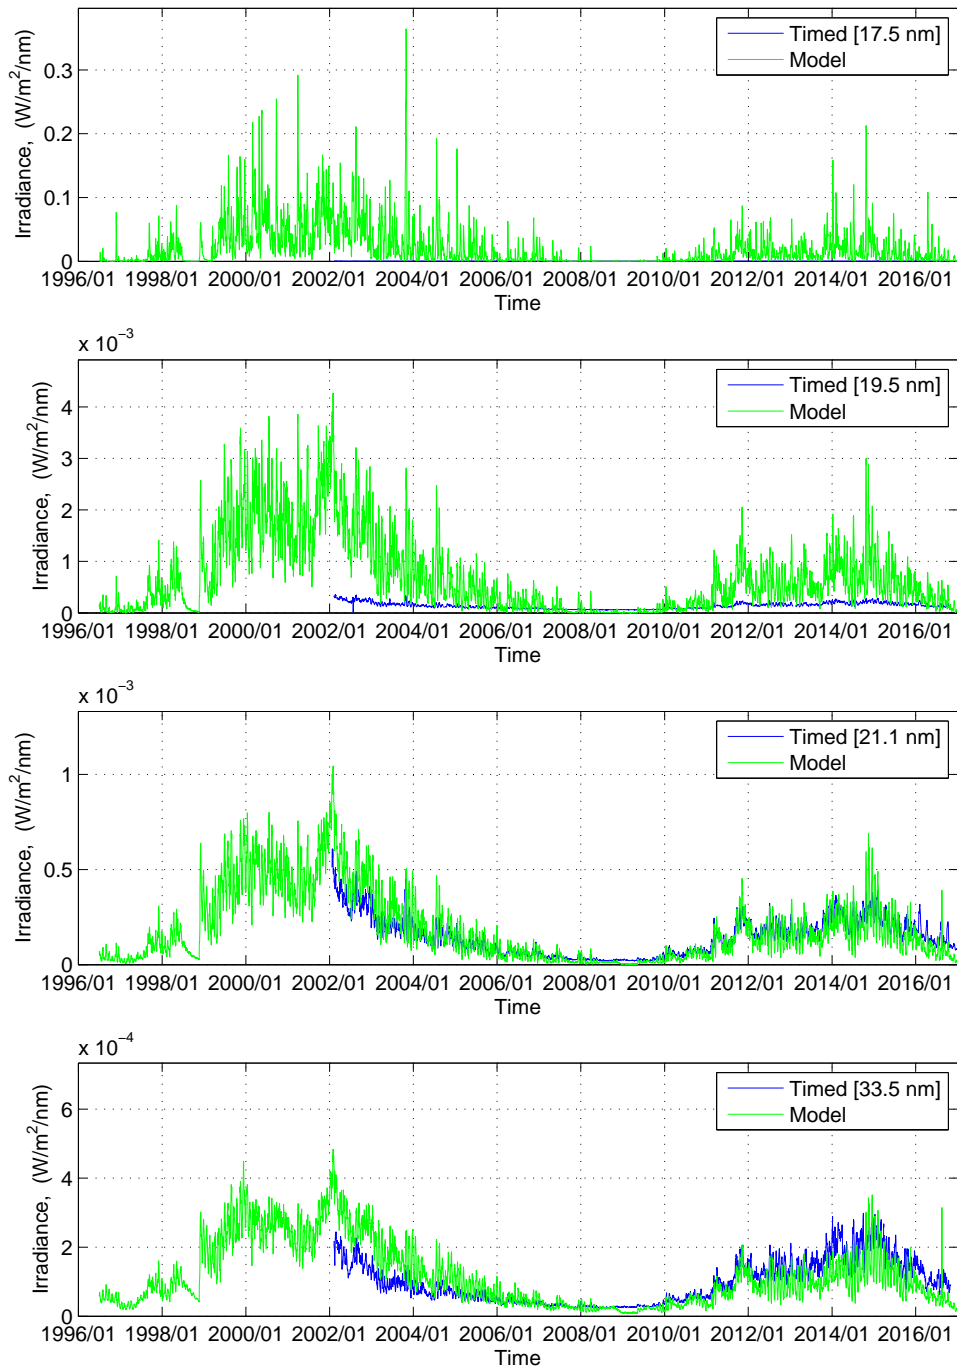 Timed [17.5 nm]
Model
0.3
0.2
0.1
0
Irradiance, (W/m²/nm)
1996/01 1998/01 2000/01 2002/01 2004/01 2006/01 2008/01 2010/01 2012/01 2014/01 2016/01
Time
x 10⁻³
Timed [19.5 nm]
Model
4
3
2
1
0
Irradiance, (W/m²/nm)
1996/01 1998/01 2000/01 2002/01 2004/01 2006/01 2008/01 2010/01 2012/01 2014/01 2016/01
Time
x 10⁻³
Timed [21.1 nm]
Model
1
0.5
0
Irradiance, (W/m²/nm)
1996/01 1998/01 2000/01 2002/01 2004/01 2006/01 2008/01 2010/01 2012/01 2014/01 2016/01
Time
x 10⁻⁴
Timed [33.5 nm]
Model
6
4
2
0
Irradiance, (W/m²/nm)
1996/01 1998/01 2000/01 2002/01 2004/01 2006/01 2008/01 2010/01 2012/01 2014/01 2016/01
Time